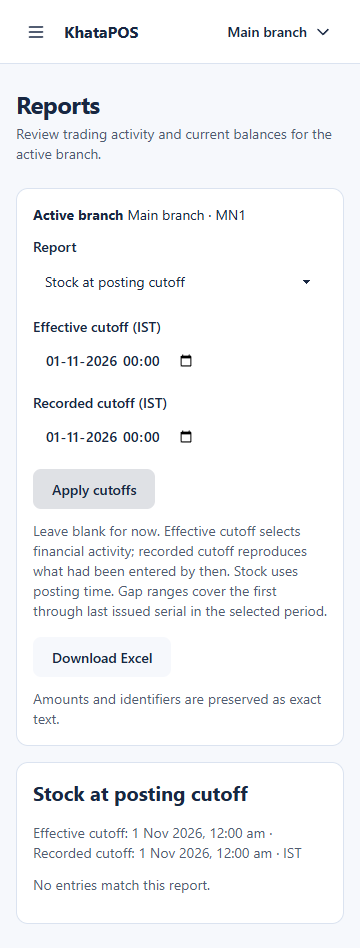 KhataPOS
Main branch
Reports
Review trading activity and current balances for the
active branch.
Active branch Main branch · MN1
Report
Stock at posting cutoff
Effective cutoff (IST)
01-11-2026 00:00
Recorded cutoff (IST)
01-11-2026 00:00
Apply cutoffs
Leave blank for now. Effective cutoff selects
financial activity; recorded cutoff reproduces
what had been entered by then. Stock uses
posting time. Gap ranges cover the first
through last issued serial in the selected period.
Download Excel
Amounts and identifiers are preserved as exact
text.
Stock at posting cutoff
Effective cutoff: 1 Nov 2026, 12:00 am ·
Recorded cutoff: 1 Nov 2026, 12:00 am · IST
No entries match this report.